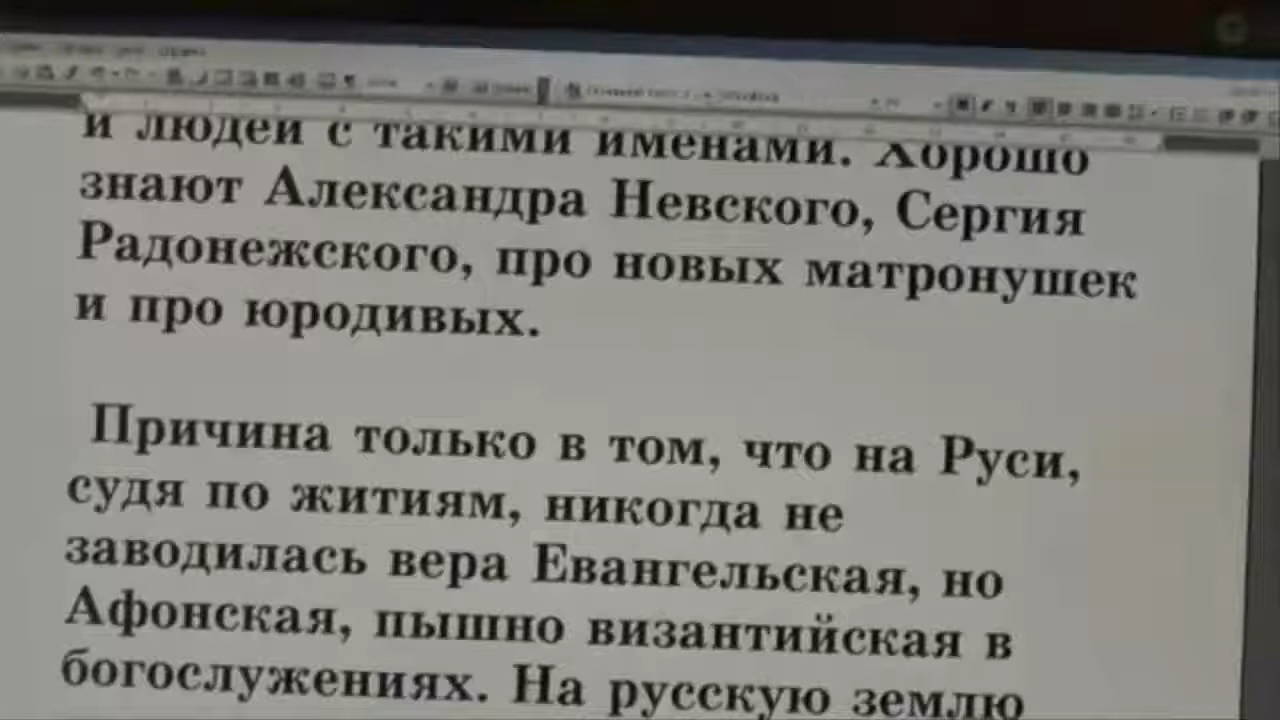 и людей с такими именами. Хорошо
знают Александра Невского, Сергия
Радонежского, про новых матронушек
и про юродивых.
Причина только в том, что на Руси,
судя по житиям, никогда не
заводилась вера Евангельская, но
Афонская, пышно византийская в
богослужениях. На русскую землю